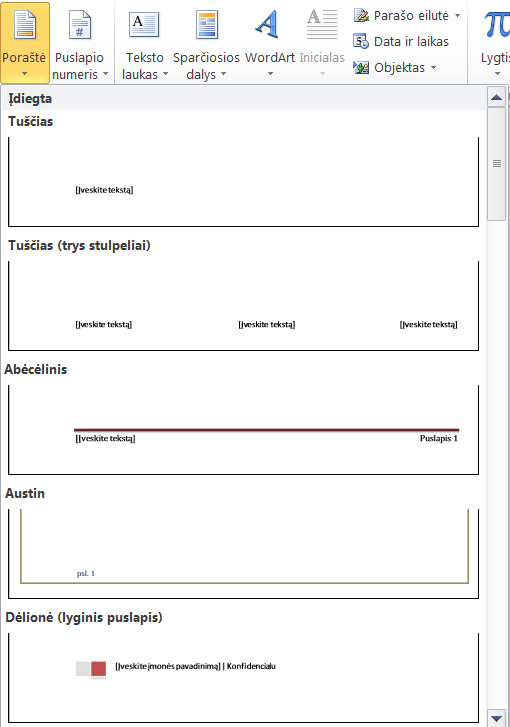 Poraštė
Puslapio numeris
Teksto laukas
Sparčiosios dalys
WordArt
Inicialas
Parašo eilutė
Data ir laikas
Objektas
Lygtis
Įdiegta
Tuščias
[Įveskite tekstą]
Tuščias (trys stulpeliai)
[Įveskite tekstą] [Įveskite tekstą] [Įveskite tekstą]
Abėcėlinis
[Įveskite tekstą] Puslapis 1
Austin
psl. 1
Dėlionė (lyginis puslapis)
[Įveskite įmonės pavadinimą] | Konfidencialu